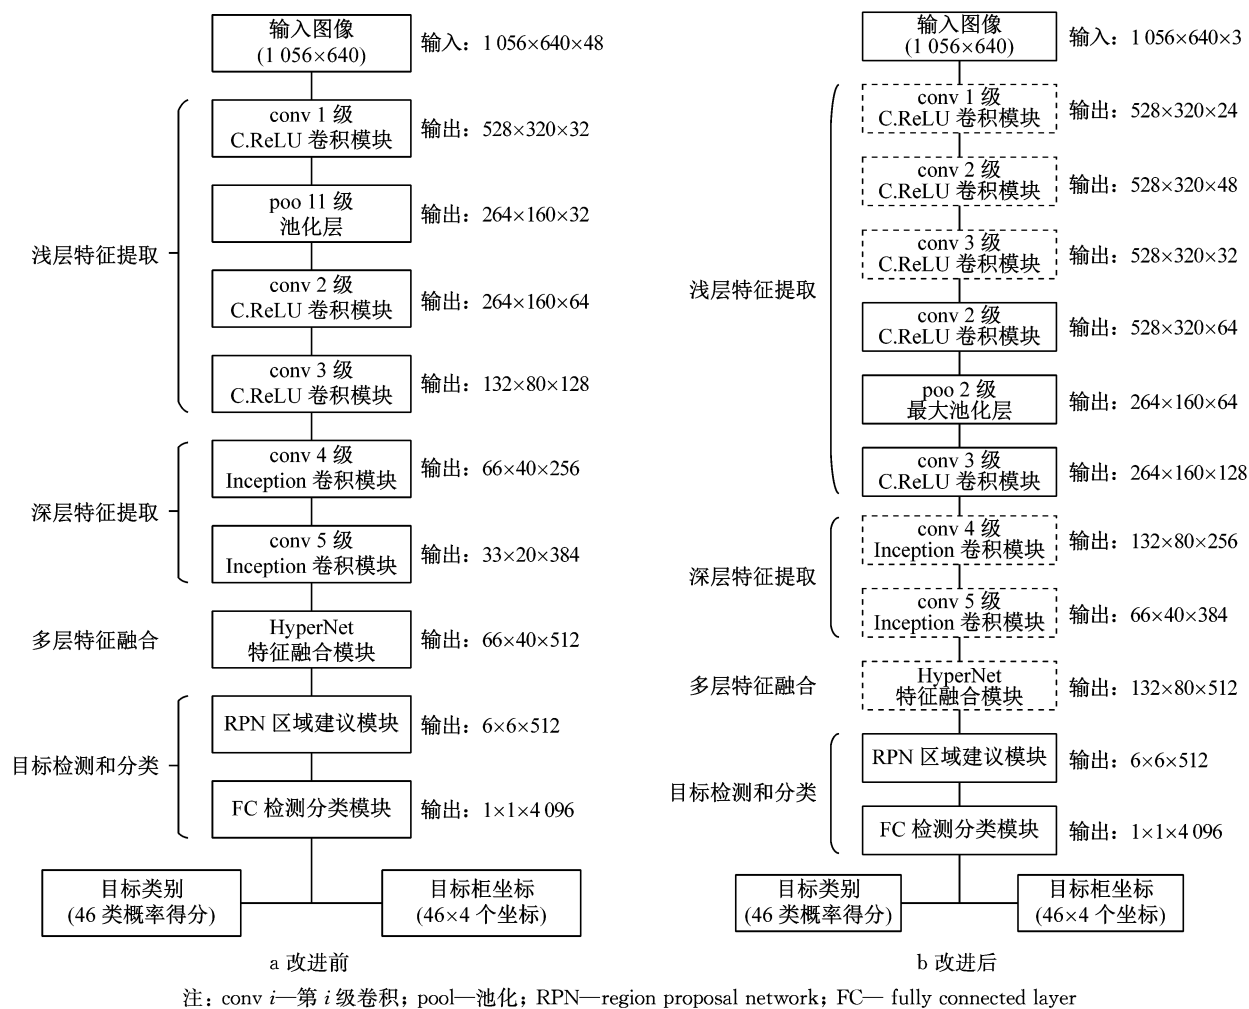 输入图像
(1 056×640)
输入: 1 056×640×48
conv 1 级
C.ReLU 卷积模块
输出: 528×320×32
poo 11 级
池化层
输出: 264×160×32
浅层特征提取
conv 2 级
C.ReLU 卷积模块
输出: 264×160×64
conv 3 级
C.ReLU 卷积模块
输出: 132×80×128
conv 4 级
Inception 卷积模块
输出: 66×40×256
深层特征提取
conv 5 级
Inception 卷积模块
输出: 33×20×384
多层特征融合
HyperNet
特征融合模块
输出: 66×40×512
RPN 区域建议模块
输出: 6×6×512
目标检测和分类
FC 检测分类模块
输出: 1×1×4 096
目标类别
(46 类概率得分)
目标柜坐标
(46×4 个坐标)
a 改进前
输入图像
(1 056×640)
输入: 1 056×640×3
conv 1 级
C.ReLU 卷积模块
输出: 528×320×24
conv 2 级
C.ReLU 卷积模块
输出: 528×320×48
conv 3 级
C.ReLU 卷积模块
输出: 528×320×32
浅层特征提取
conv 2 级
C.ReLU 卷积模块
输出: 528×320×64
poo 2 级
最大池化层
输出: 264×160×64
conv 3 级
C.ReLU 卷积模块
输出: 264×160×128
conv 4 级
Inception 卷积模块
输出: 132×80×256
深层特征提取
conv 5 级
Inception 卷积模块
输出: 66×40×384
多层特征融合
HyperNet
特征融合模块
输出: 132×80×512
RPN 区域建议模块
输出: 6×6×512
目标检测和分类
FC 检测分类模块
输出: 1×1×4 096
目标类别
(46 类概率得分)
目标柜坐标
(46×4 个坐标)
b 改进后
注: conv i—第 i 级卷积; pool—池化; RPN—region proposal network; FC— fully connected layer